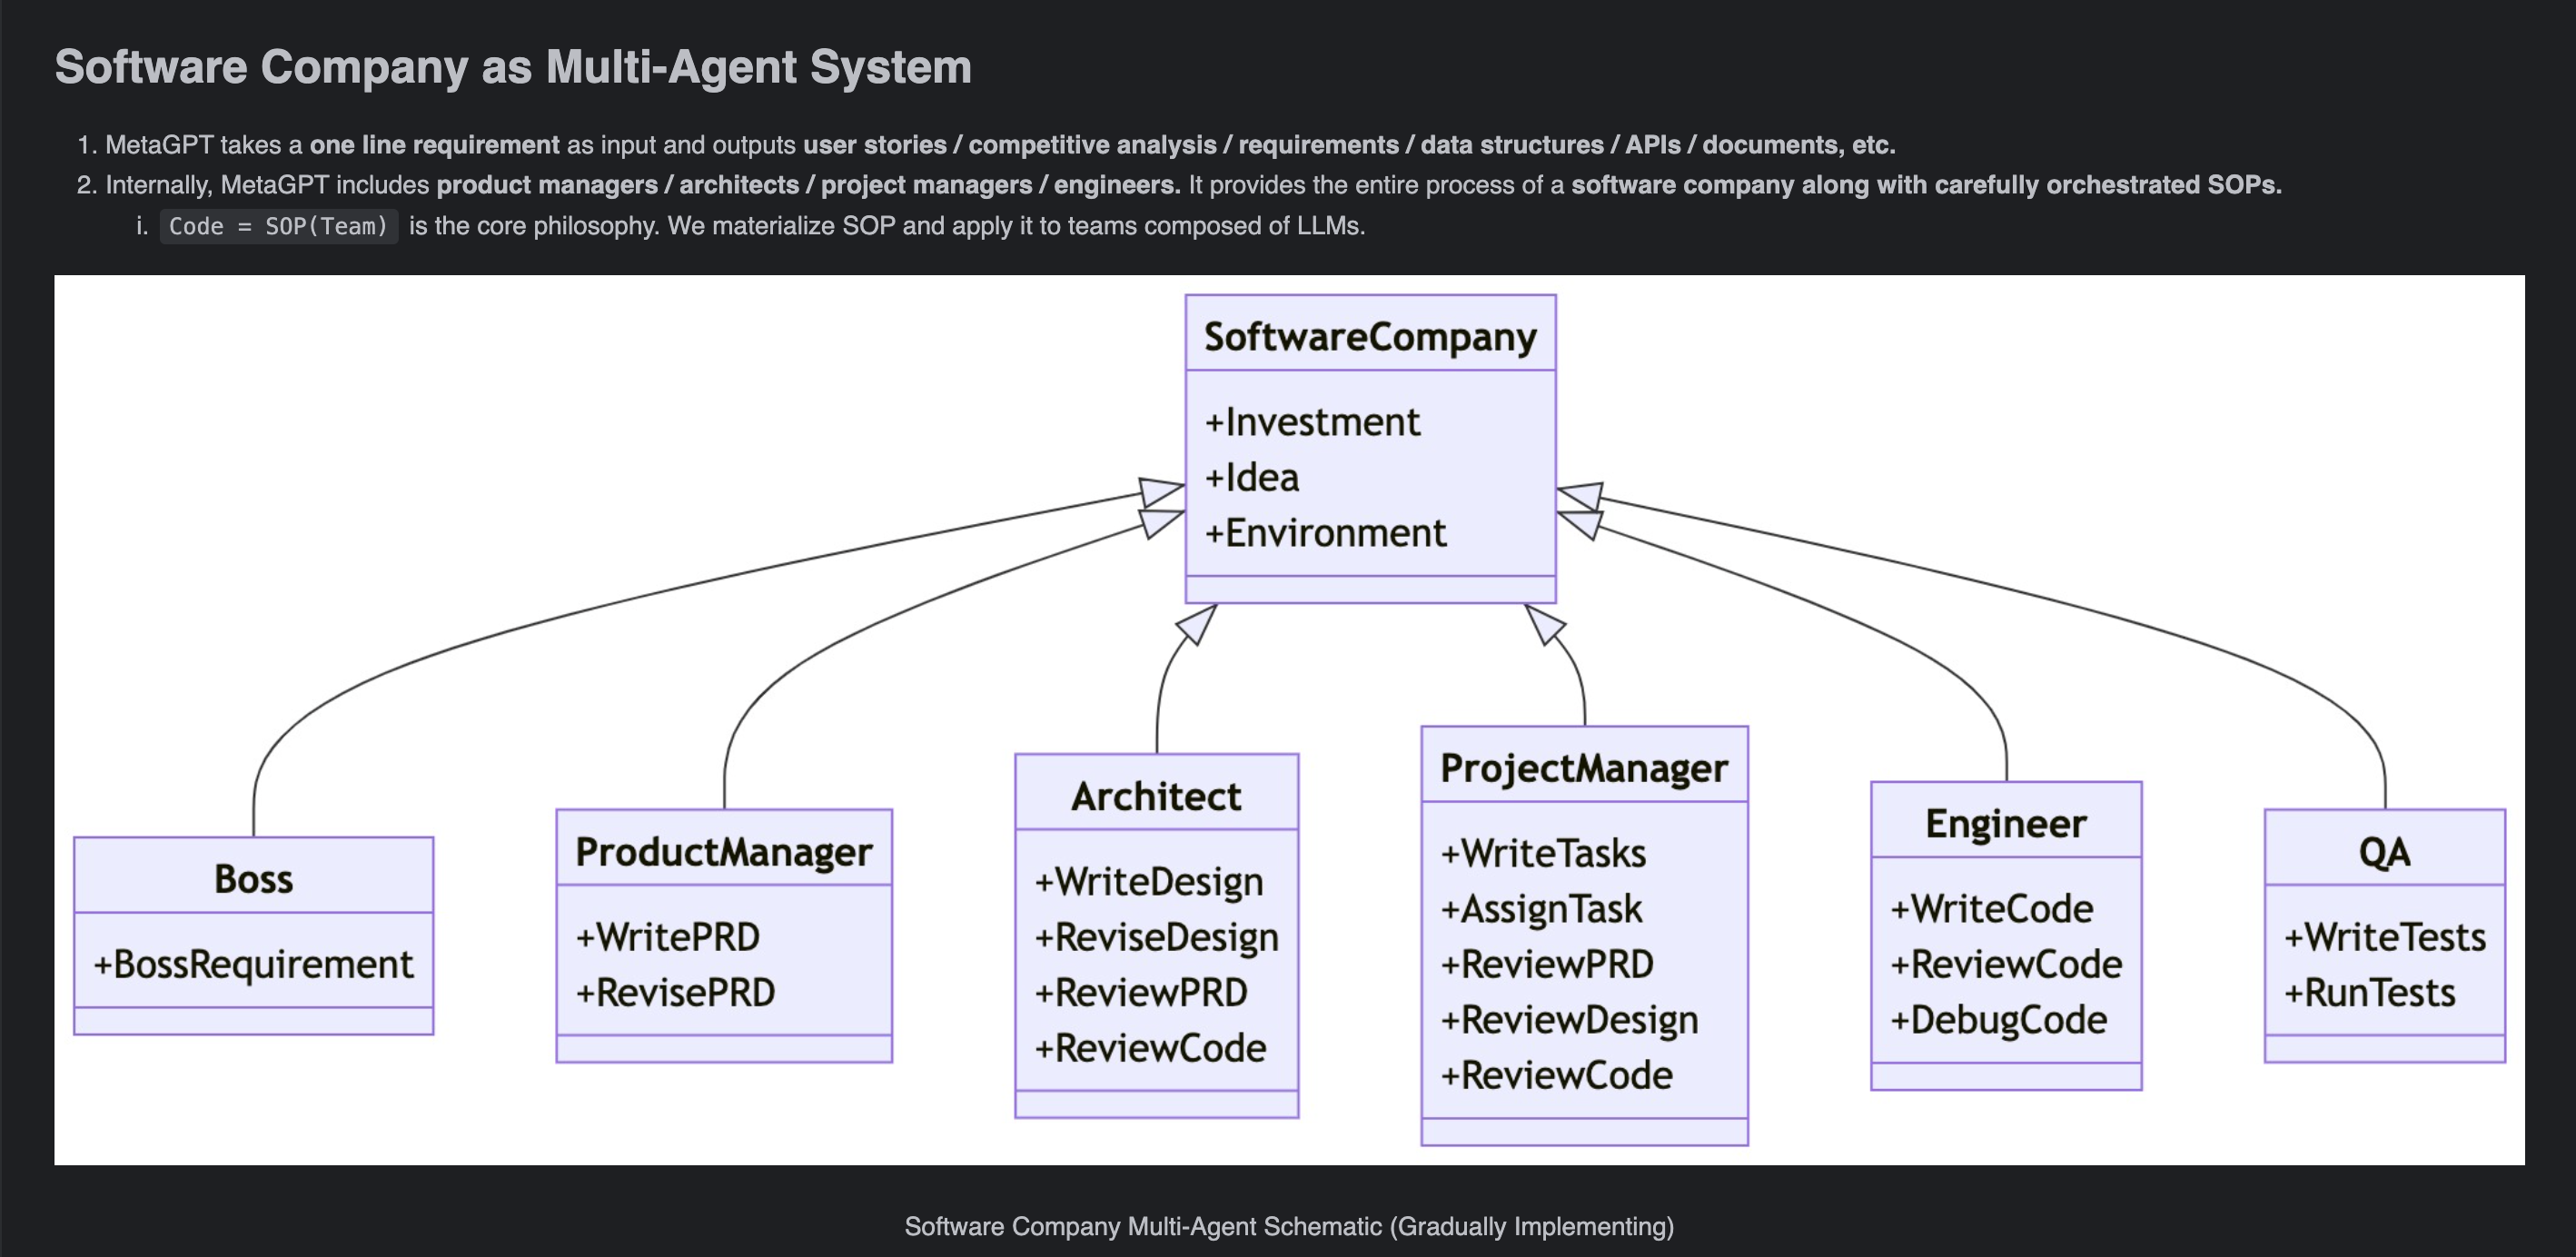 Software Company as Multi-Agent System
1. MetaGPT takes a one line requirement as input and outputs user stories / competitive analysis / requirements / data structures / APIs / documents, etc.
2. Internally, MetaGPT includes product managers / architects / project managers / engineers. It provides the entire process of a software company along with carefully orchestrated SOPs.
i. Code = SOP(Team) is the core philosophy. We materialize SOP and apply it to teams composed of LLMs.
SoftwareCompany
+Investment
+Idea
+Environment
Boss
+BossRequirement
ProductManager
+WritePRD
+RevisePRD
Architect
+WriteDesign
+ReviseDesign
+ReviewPRD
+ReviewCode
ProjectManager
+WriteTasks
+AssignTask
+ReviewPRD
+ReviewDesign
+ReviewCode
Engineer
+WriteCode
+ReviewCode
+DebugCode
QA
+WriteTests
+RunTests
Software Company Multi-Agent Schematic (Gradually Implementing)